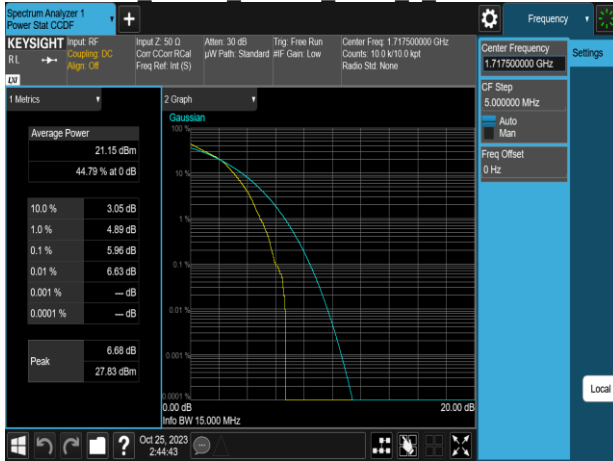 Spectrum Analyzer 1
Power Stat CCDF
Frequency
KEYSIGHT
Input: RF
Coupling: DC
Align: Off
Input Z: 50 Ω
Corr CCorr RCal
Freq Ref: Int (S)
Atten: 30 dB
µW Path: Standard
Trig: Free Run
#IF Gain: Low
Center Freq: 1.717500000 GHz
Counts: 10.0 k/10.0 kpt
Radio Std: None
RL
LXI
Center Frequency
1.717500000 GHz
Settings
CF Step
5.000000 MHz
Auto
Man
Freq Offset
0 Hz
1 Metrics
Average Power
21.15 dBm
44.79 % at 0 dB
10.0 % 3.05 dB
1.0 % 4.89 dB
0.1 % 5.96 dB
0.01 % 6.63 dB
0.001 % --- dB
0.0001 % --- dB
Peak
6.68 dB
27.83 dBm
2 Graph
Gaussian
100 %
10 %
1 %
0.1 %
0.01 %
0.001 %
0.0001 %
0.00 dB 20.00 dB
Info BW 15.000 MHz
Local
?
Oct 25, 2023
2:44:43